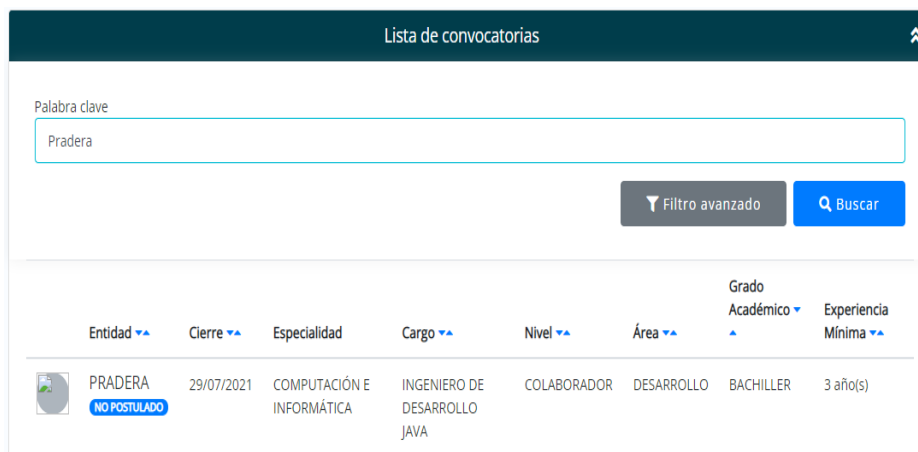 Lista de convocatorias
Palabra clave
Pradera
Filtro avanzado
Buscar
Grado
Académico
Experiencia
Mínima
Entidad
Cierre
Especialidad
Cargo
Nivel
Área
PRADERA
NO POSTULADO
29/07/2021
COMPUTACIÓN E
INFORMÁTICA
INGENIERO DE
DESARROLLO
JAVA
COLABORADOR
DESARROLLO
BACHILLER
3 año(s)